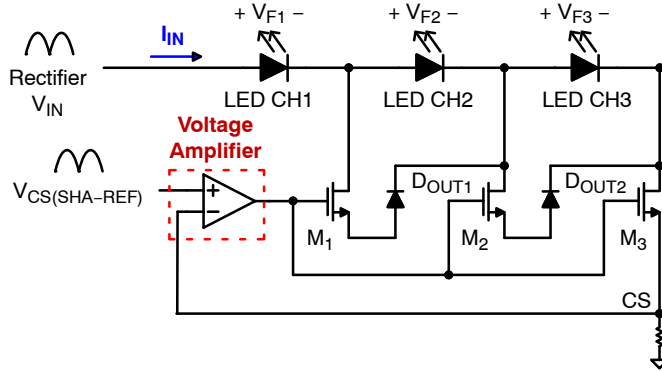 + VF1 −
+ VF2 −
+ VF3 −
IIN
Rectifier
VIN
LED CH1
LED CH2
LED CH3
Voltage
Amplifier
VCS(SHA−REF)
+
−
DOUT1
DOUT2
M1
M2
M3
CS